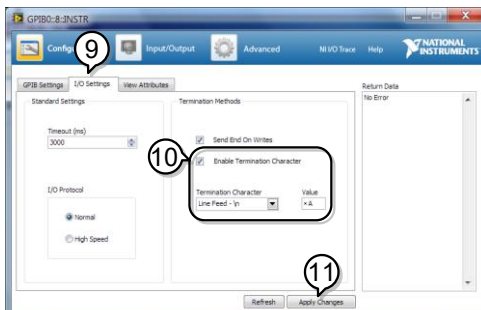 GPIB0::8::INSTR
Config
9
Input/Output
Advanced
NI I/O Trace
Help
NATIONAL INSTRUMENTS
GPIB Settings
I/O Settings
View Attributes
Return Data
Standard Settings
Termination Methods
No Error
Timeout (ms)
3000
Send End On Writes
10
Enable Termination Character
I/O Protocol
Termination Character
Value
Line Feed - \n
xA
Normal
High Speed
11
Refresh
Apply Changes